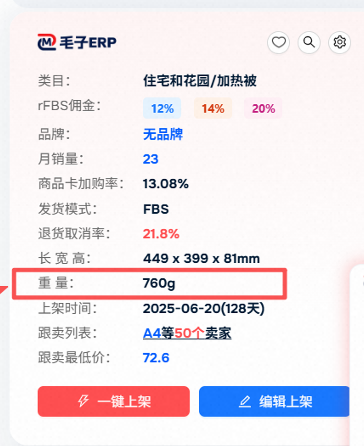 毛子ERP
类目： 住宅和花园/加热被
rFBS佣金： 12% 14% 20%
品牌： 无品牌
月销量： 23
商品卡加购率： 13.08%
发货模式： FBS
退货取消率： 21.8%
长 宽 高： 449 x 399 x 81mm
重 量： 760g
上架时间： 2025-06-20(128天)
跟卖列表： A4等50个卖家
跟卖最低价： 72.6
一键上架 编辑上架